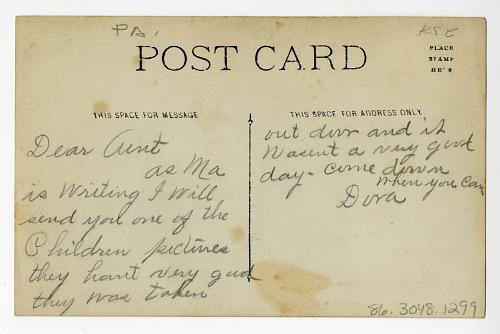 PA.
RSE
POST CARD
PLACE
STAMP
HERE
THIS SPACE FOR MESSAGE
Dear Aunt
as Ma
is Writing I Will
send you one of the
Children pictures
they hant very gud
they was taken
THIS SPACE FOR ADDRESS ONLY.
out door and it
Wasent a very good
day - come down
When you Can
Dora
86.3048.1299